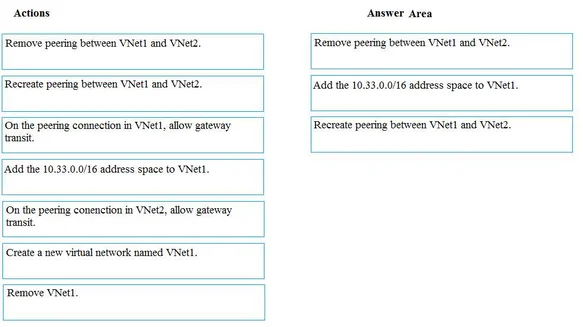 Actions
Answer Area
Remove peering between VNet1 and VNet2.
Recreate peering between VNet1 and VNet2.
On the peering connection in VNet1, allow gateway
transit.
Add the 10.33.0.0/16 address space to VNet1.
On the peering conenction in VNet2, allow gateway
transit.
Create a new virtual network named VNet1.
Remove VNet1.
Remove peering between VNet1 and VNet2.
Add the 10.33.0.0/16 address space to VNet1.
Recreate peering between VNet1 and VNet2.